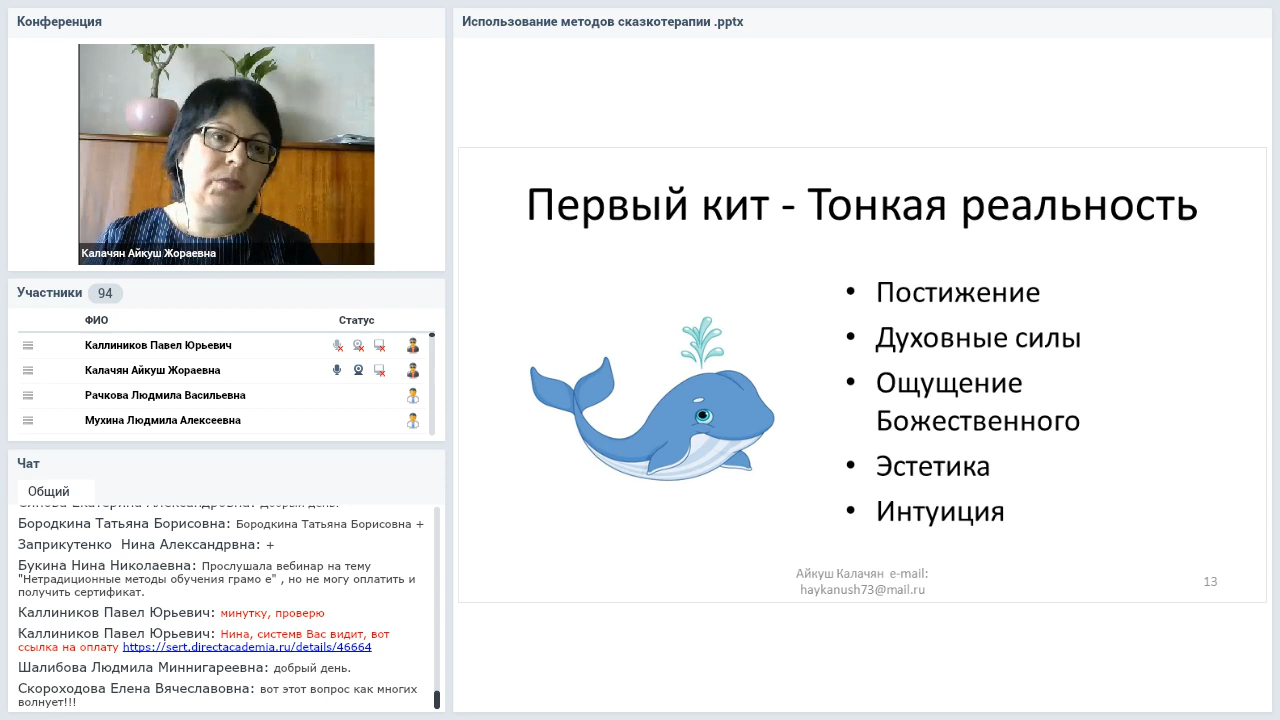 Конференция
Калачян Айкуш Жораевна
Участники 94
ФИО Статус
Каллиников Павел Юрьевич
Калачян Айкуш Жораевна
Рачкова Людмила Васильевна
Мухина Людмила Алексеевна
Чат
Общий
Бородкина Татьяна Борисовна: Бородкина Татьяна Борисовна +
Заприкутенко Нина Александрвна: +
Букина Нина Николаевна: Прослушала вебинар на тему
"Нетрадиционные методы обучения грамо е" , но не могу оплатить и
получить сертификат.
Каллиников Павел Юрьевич: минутку, проверю
Каллиников Павел Юрьевич: Нина, системв Вас видит, вот
ссылка на оплату https://sert.directacademia.ru/details/46664
Шалибова Людмила Миннигареевна: добрый день.
Скороходова Елена Вячеславовна: вот этот вопрос как многих
волнует!!!
Использование методов сказкотерапии .pptx
Первый кит - Тонкая реальность
• Постижение
• Духовные силы
• Ощущение
Божественного
• Эстетика
• Интуиция
Айкуш Калачян e-mail:
haykanush73@mail.ru
13